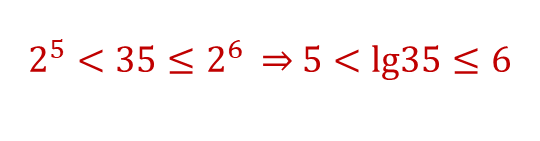 2⁵ < 35 ≤ 2⁶ ⇒ 5 < lg35 ≤ 6